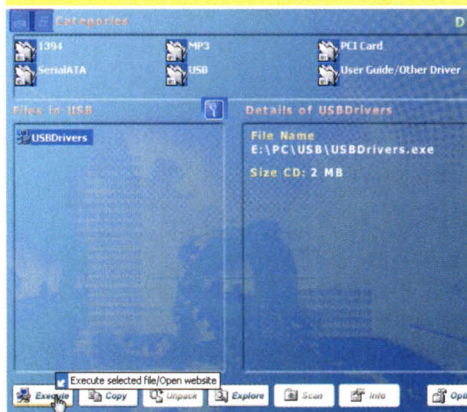 Categories
D
1394
MP3
PCI Card
SerialATA
USB
User Guide/Other Driver
Files in USB
Details of USBDrivers
USBDrivers
File Name
E:\PC\USB\USBDrivers.exe
Size CD: 2 MB
Execute selected file/Open website
Execute
Copy
Unpack
Explore
Scan
Info
Opti